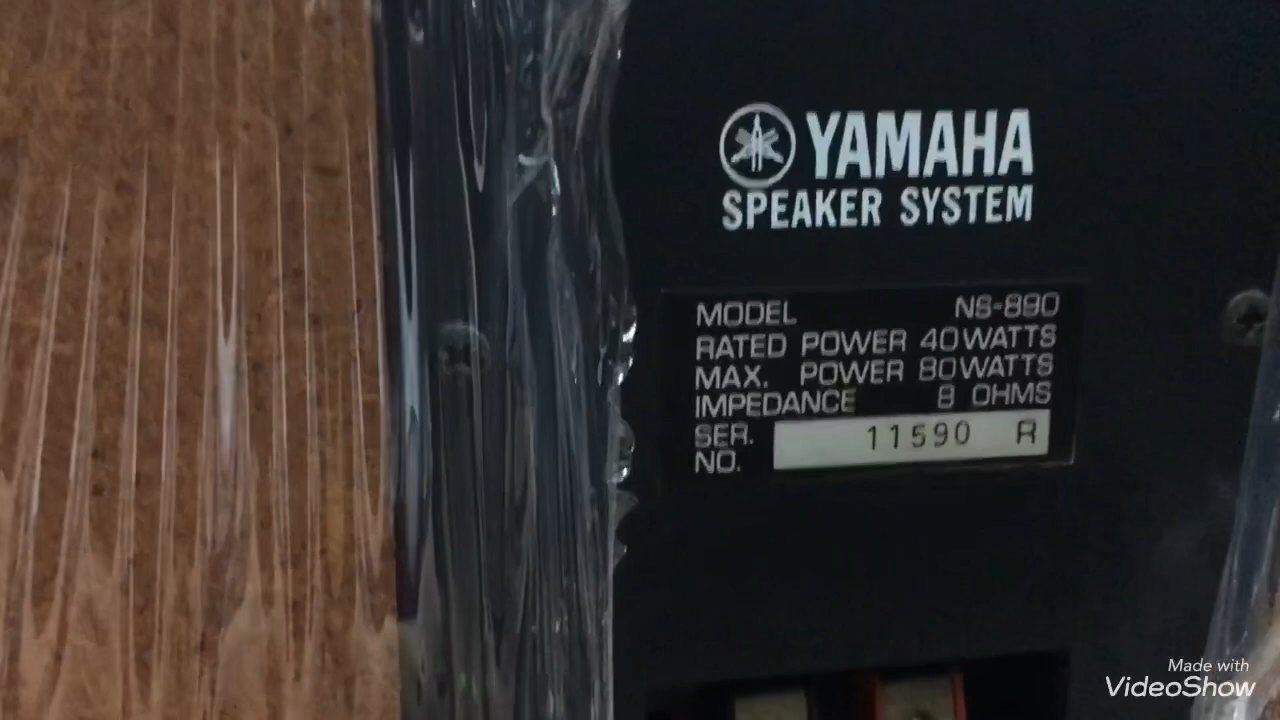 YAMAHA
SPEAKER SYSTEM
MODEL NS-890
RATED POWER 40WATTS
MAX. POWER 80WATTS
IMPEDANCE 8 OHMS
SER. NO. 11590 R
Made with
VideoShow